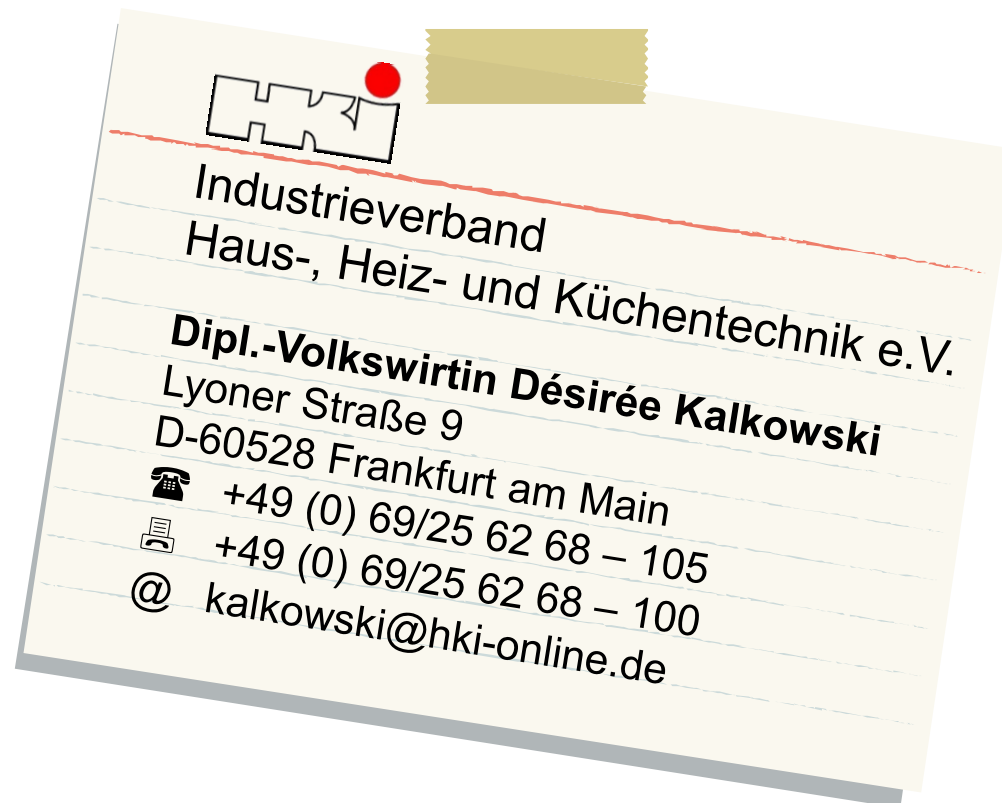 HKi
Industrieverband
Haus-, Heiz- und Küchentechnik e.V.
Dipl.-Volkswirtin Désirée Kalkowski
Lyoner Straße 9
D-60528 Frankfurt am Main
☎ +49 (0) 69/25 62 68 – 105
📠 +49 (0) 69/25 62 68 – 100
@ kalkowski@hki-online.de